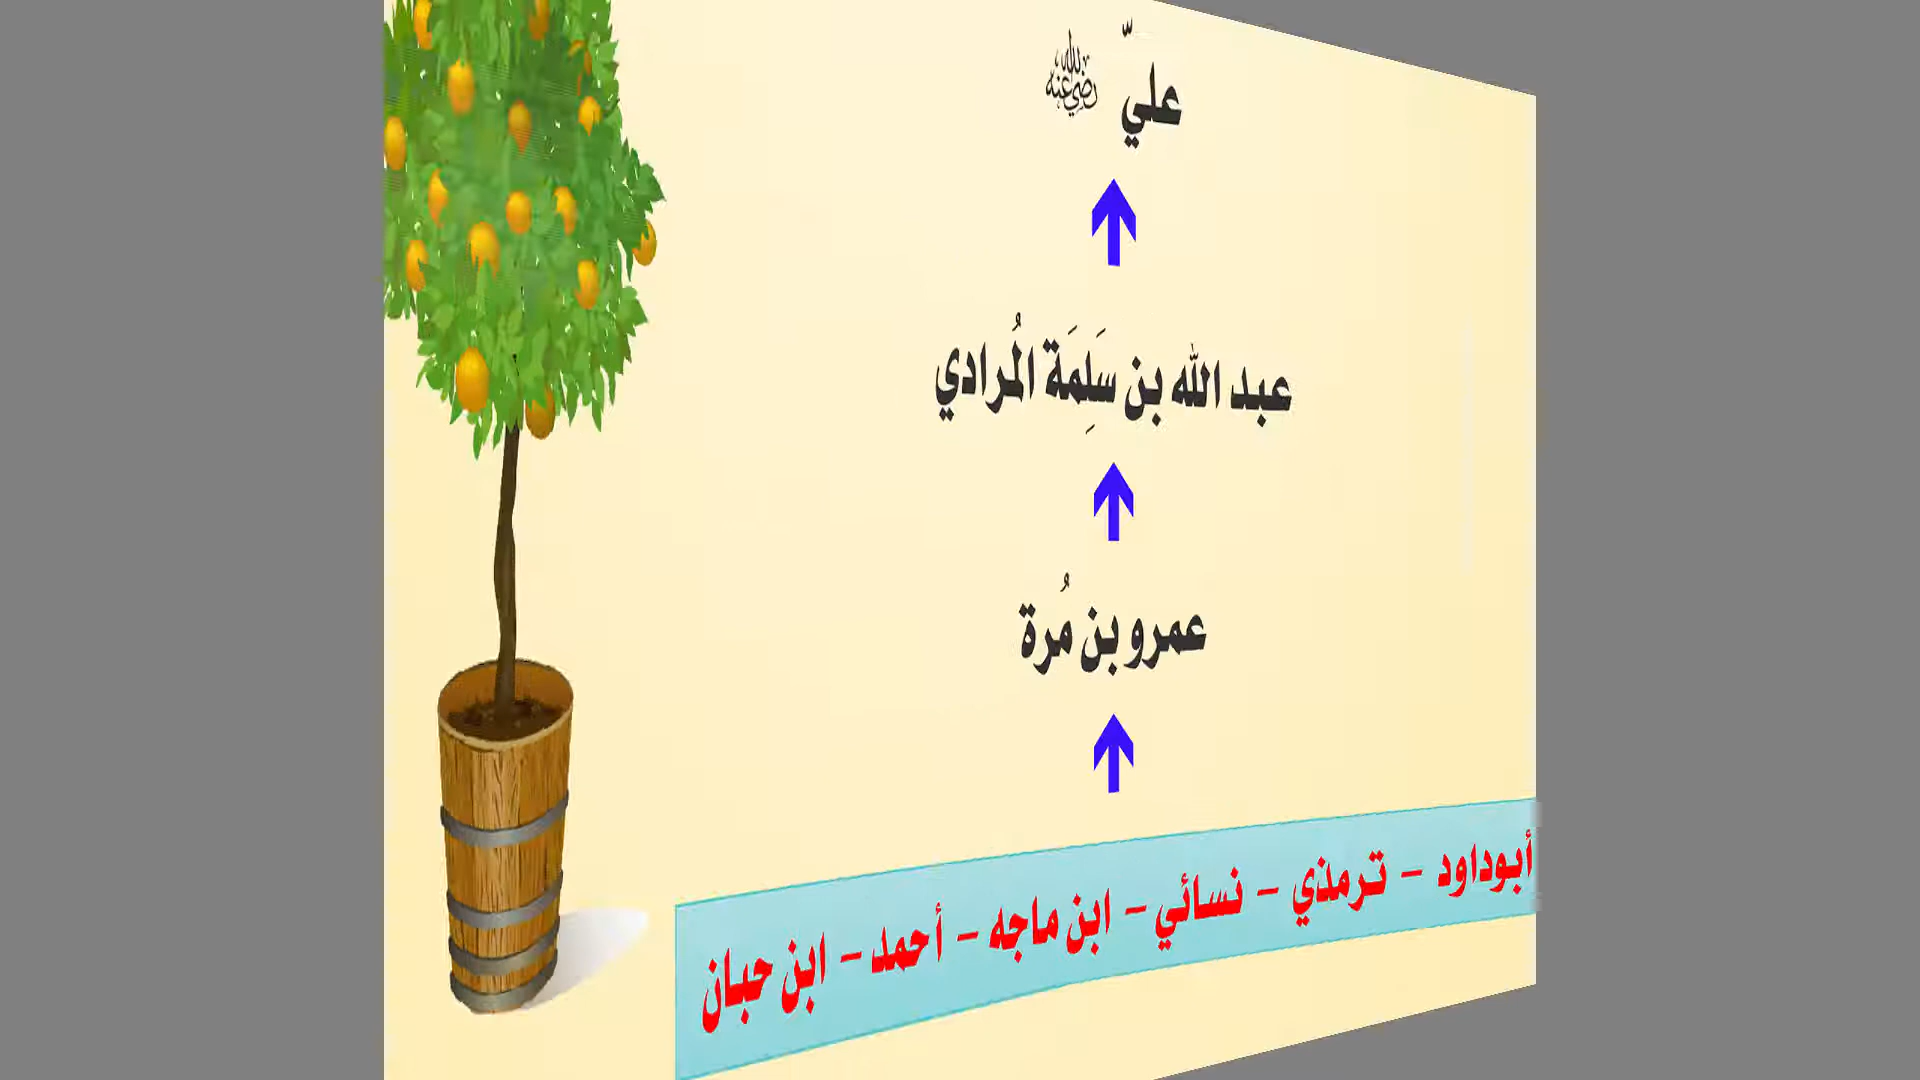 عليّ رضي الله عنه
عبد الله بن سَلِمَة المُرادي
عمرو بن مُرة
أبوداود – ترمذي – نسائي – ابن ماجه – أحمد – ابن حبان